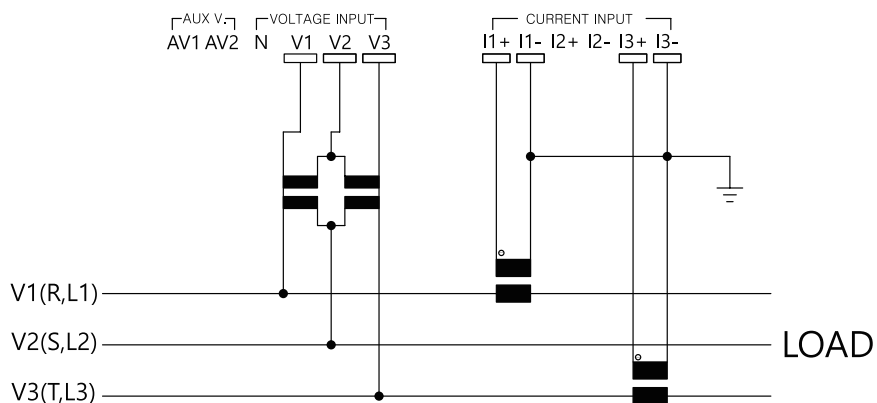 AUX V. VOLTAGE INPUT CURRENT INPUT
AV1 AV2 N V1 V2 V3 I1+ I1- I2+ I2- I3+ I3-
V1(R,L1)
V2(S,L2) LOAD
V3(T,L3)